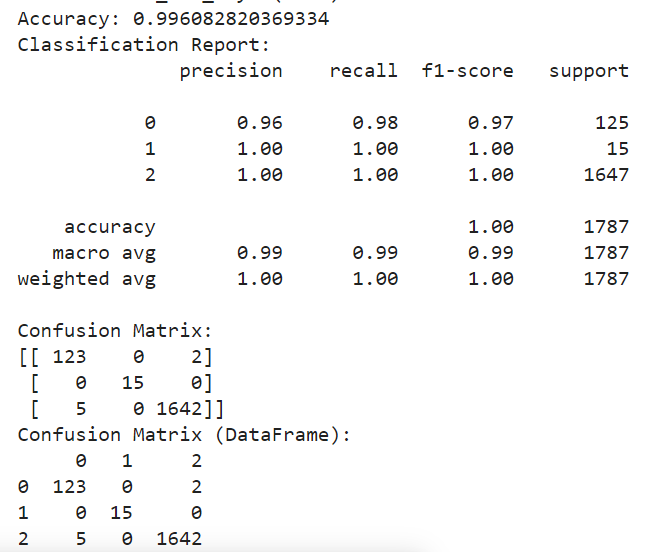 Accuracy: 0.996082820369334
Classification Report:
              precision    recall  f1-score   support

           0       0.96      0.98      0.97       125
           1       1.00      1.00      1.00        15
           2       1.00      1.00      1.00      1647

    accuracy                           1.00      1787
   macro avg       0.99      0.99      0.99      1787
weighted avg       1.00      1.00      1.00      1787

Confusion Matrix:
[[ 123    0    2]
 [   0   15    0]
 [   5    0 1642]]
Confusion Matrix (DataFrame):
     0   1     2
0  123   0     2
1    0  15     0
2    5   0  1642